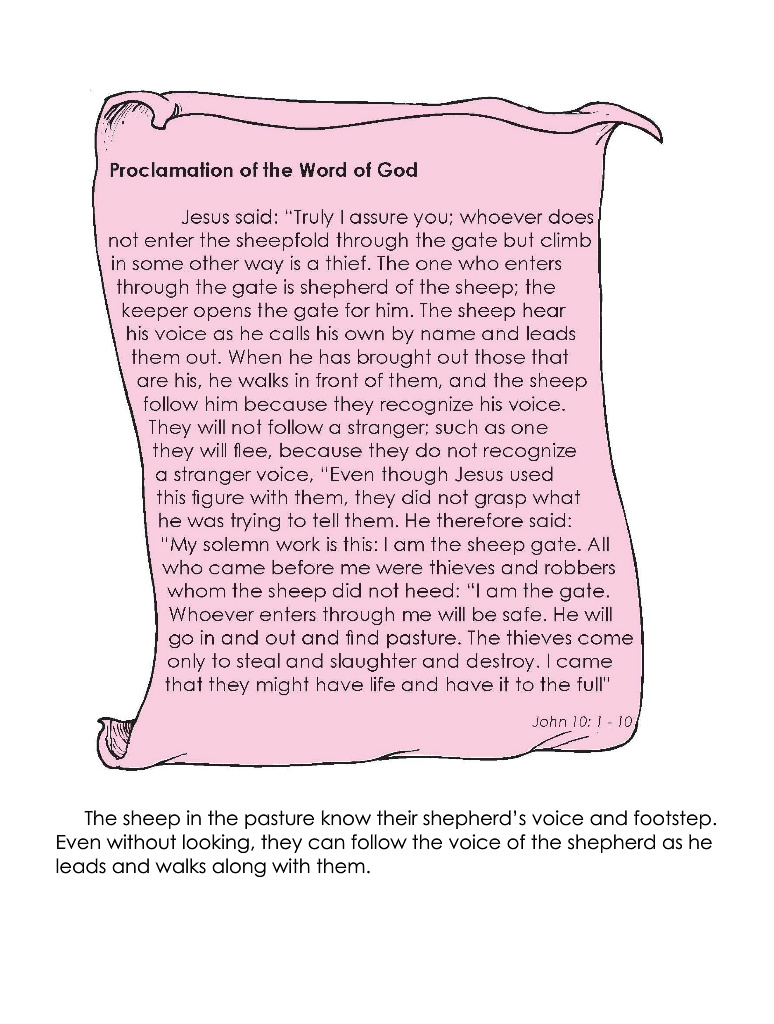 Proclamation of the Word of God
Jesus said: "Truly I assure you; whoever does
not enter the sheepfold through the gate but climb
in some other way is a thief. The one who enters
through the gate is shepherd of the sheep; the
keeper opens the gate for him. The sheep hear
his voice as he calls his own by name and leads
them out. When he has brought out those that
are his, he walks in front of them, and the sheep
follow him because they recognize his voice.
They will not follow a stranger; such as one
they will flee, because they do not recognize
a stranger voice, "Even though Jesus used
this figure with them, they did not grasp what
he was trying to tell them. He therefore said:
"My solemn work is this: I am the sheep gate. All
who came before me were thieves and robbers
whom the sheep did not heed: "I am the gate.
Whoever enters through me will be safe. He will
go in and out and find pasture. The thieves come
only to steal and slaughter and destroy. I came
that they might have life and have it to the full"
John 10: 1 - 10
The sheep in the pasture know their shepherd's voice and footstep.
Even without looking, they can follow the voice of the shepherd as he
leads and walks along with them.